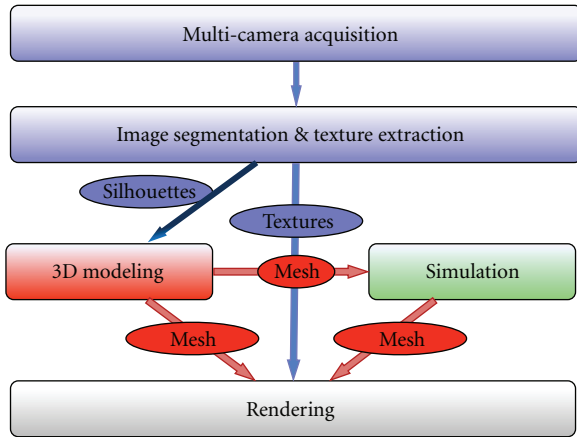 Multi-camera acquisition
Image segmentation & texture extraction
Silhouettes
Textures
3D modeling
Mesh
Simulation
Mesh
Mesh
Rendering